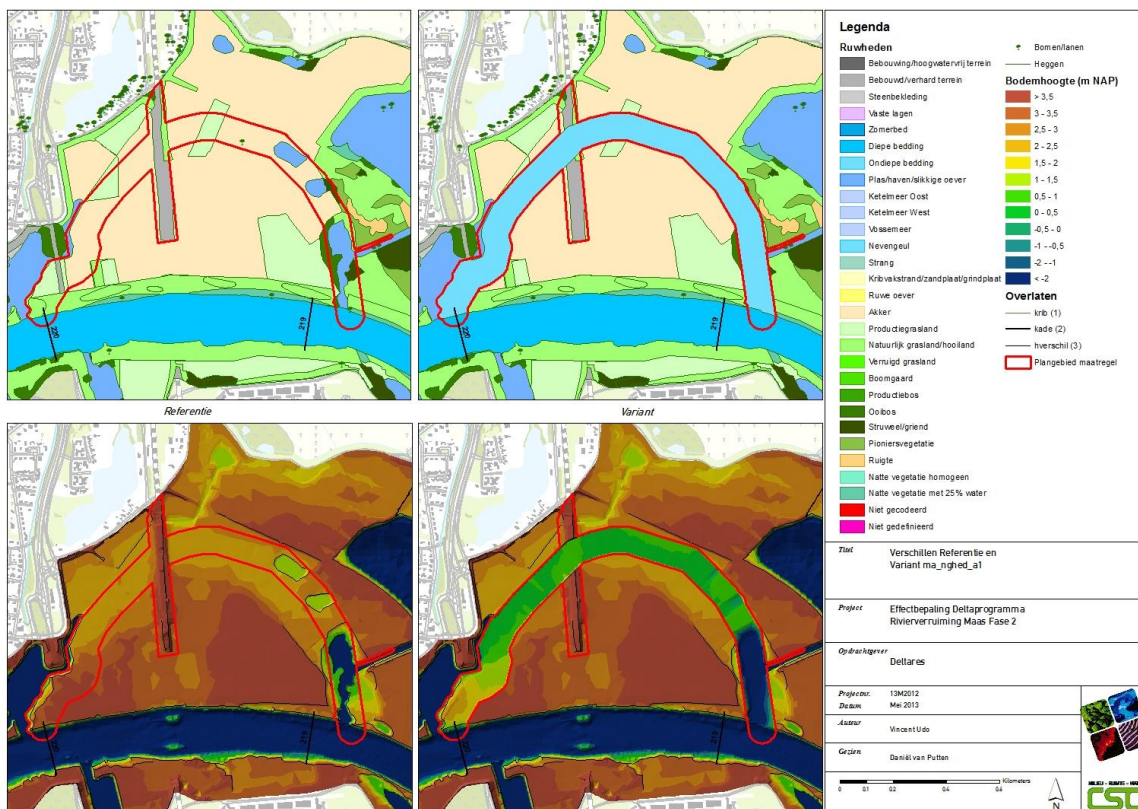 220
219
Referentie
Variant
220
219
220
219
Legenda
Ruwheden
Bebouwing/hoogwatervrij terrein
Bebouwd/verhard terrein
Steenbekleding
Vaste lagen
Zomerbed
Diepe bedding
Ondiepe bedding
Plas/haven/slikkige oever
Ketelmeer Oost
Ketelmeer West
Vossemeer
Nevengeul
Strang
Kribvakstrand/zandplaat/grindplaat
Ruwe oever
Akker
Productiegrasland
Natuurlijk grasland/hooiland
Verruigd grasland
Boomgaard
Productiebos
Ooibos
Struweel/griend
Pioniersvegetatie
Ruigte
Natte vegetatie homogeen
Natte vegetatie met 25% water
Niet gecodeerd
Niet gedefinieerd
Bomen/lanen
Heggen
Bodemhoogte (m NAP)
> 3,5
3 - 3,5
2,5 - 3
2 - 2,5
1,5 - 2
1 - 1,5
0,5 - 1
0 - 0,5
-0,5 - 0
-1 - -0,5
-2 - -1
< -2
Overlaten
krib (1)
kade (2)
hverschil (3)
Plangebied maatregel
Titel Verschillen Referentie en
Variant ma_nghed_a1
Project Effectbepaling Deltaprogramma
Rivierverruiming Maas Fase 2
Opdrachtgever
Deltares
Projectnr. 13M2012
Datum Mei 2013
Auteur
Vincent Udo
Gezien
Daniël van Putten
Kilometers
0 0.1 0.2 0.4 0.6
N
CSO